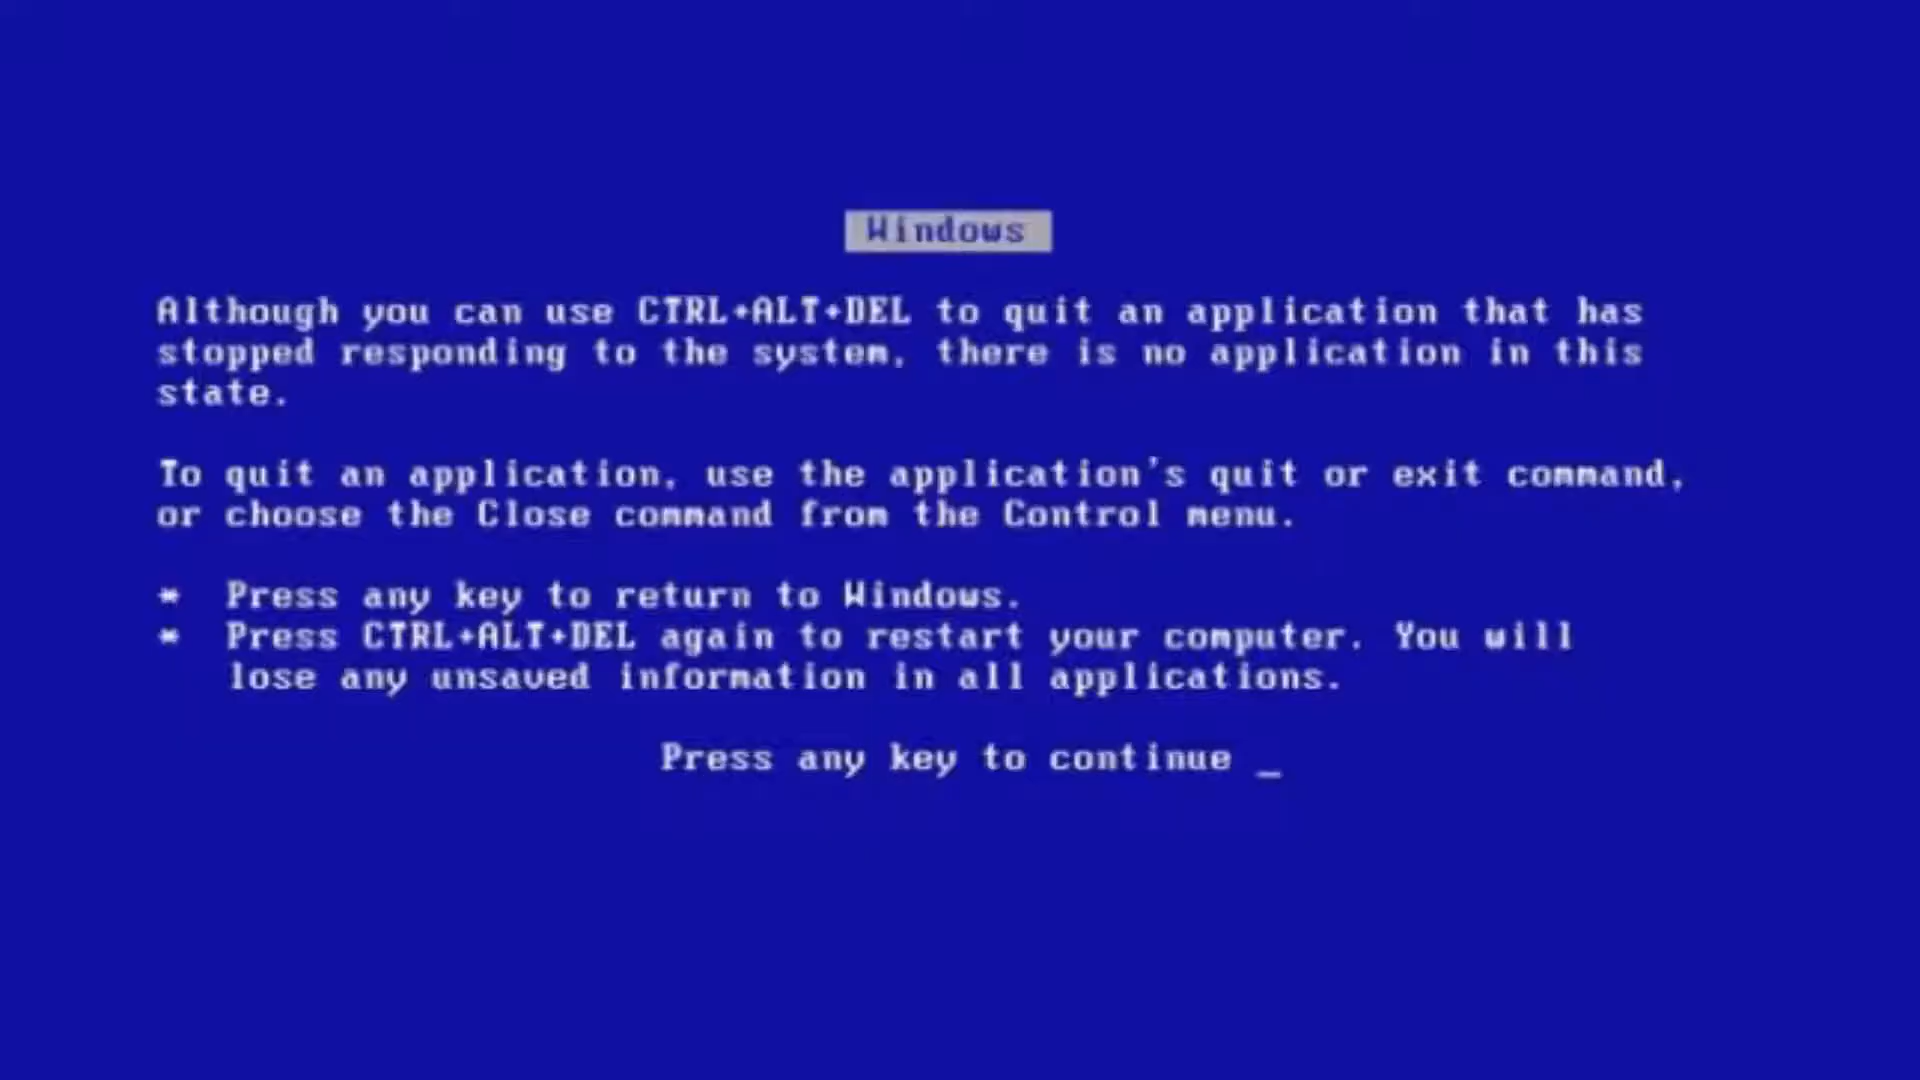 Windows
Although you can use CTRL+ALT+DEL to quit an application that has
stopped responding to the system, there is no application in this
state.
To quit an application, use the application's quit or exit command,
or choose the Close command from the Control menu.
* Press any key to return to Windows.
* Press CTRL+ALT+DEL again to restart your computer. You will
lose any unsaved information in all applications.
Press any key to continue _